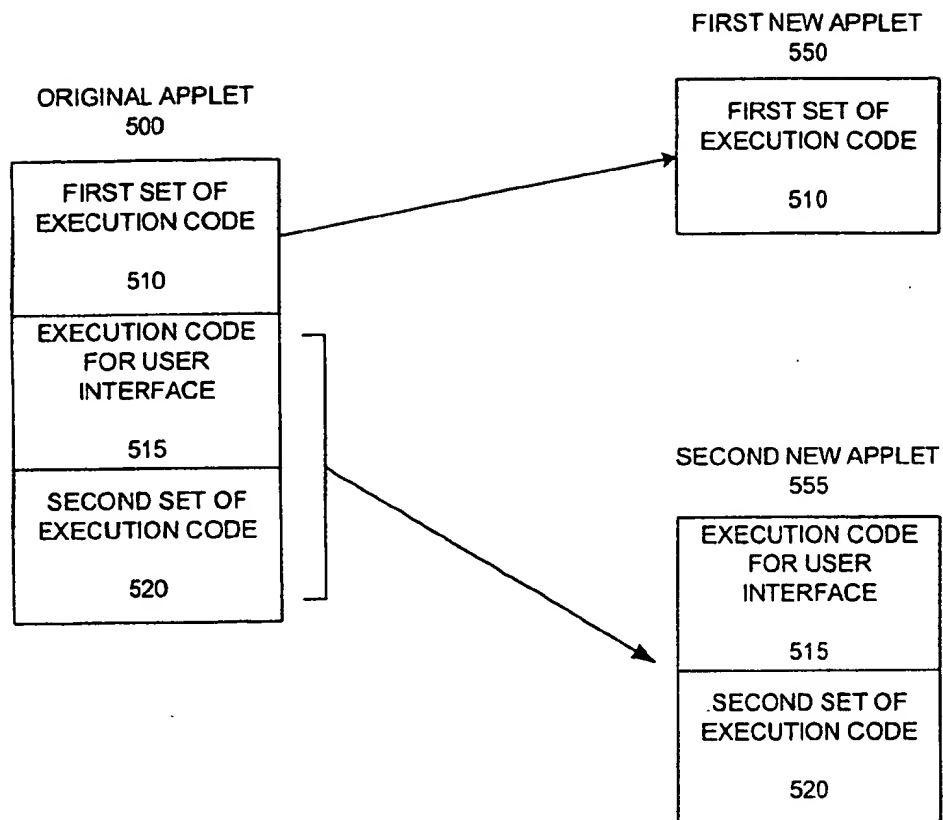 ORIGINAL APPLET
500
FIRST SET OF
EXECUTION CODE
510
EXECUTION CODE
FOR USER
INTERFACE
515
SECOND SET OF
EXECUTION CODE
520
FIRST NEW APPLET
550
FIRST SET OF
EXECUTION CODE
510
SECOND NEW APPLET
555
EXECUTION CODE
FOR USER
INTERFACE
515
SECOND SET OF
EXECUTION CODE
520